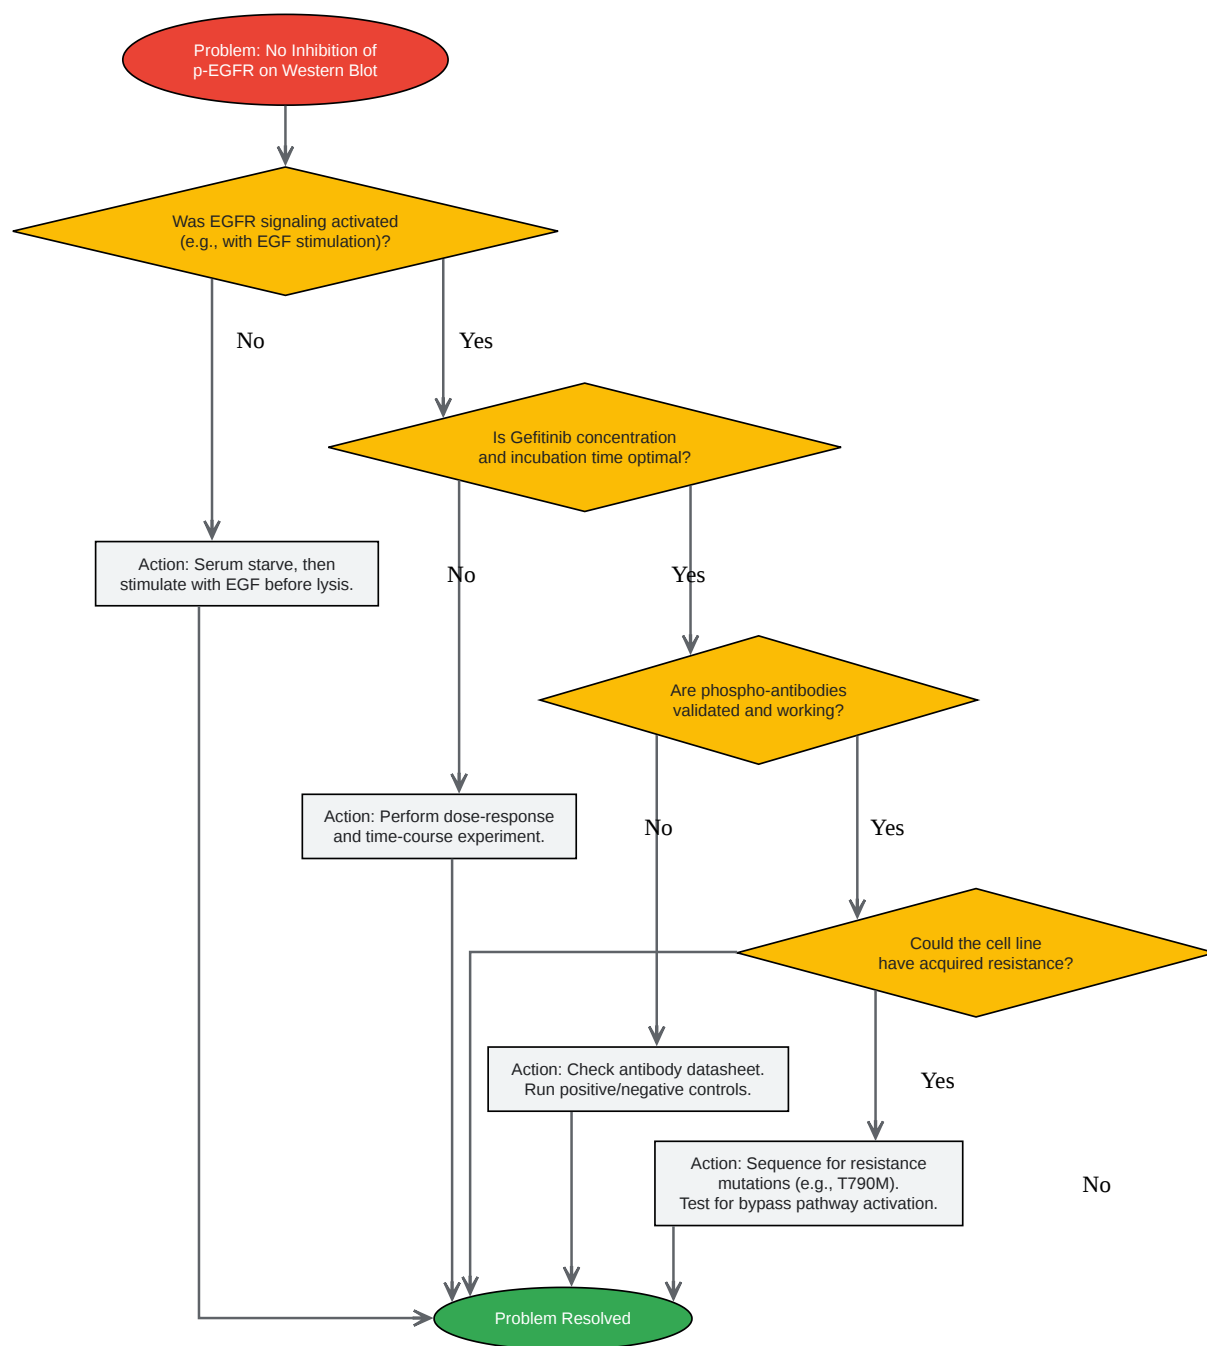 Problem: No Inhibition of
p-EGFR on Western Blot
Was EGFR signaling activated
(e.g., with EGF stimulation)?
No
Yes
Is Gefitinib concentration
and incubation time optimal?
Action: Serum starve, then
stimulate with EGF before lysis.
No
Yes
Are phospho-antibodies
validated and working?
Action: Perform dose-response
and time-course experiment.
No
Yes
Could the cell line
have acquired resistance?
Action: Check antibody datasheet.
Run positive/negative controls.
Yes
Action: Sequence for resistance
mutations (e.g., T790M).
Test for bypass pathway activation.
No
Problem Resolved